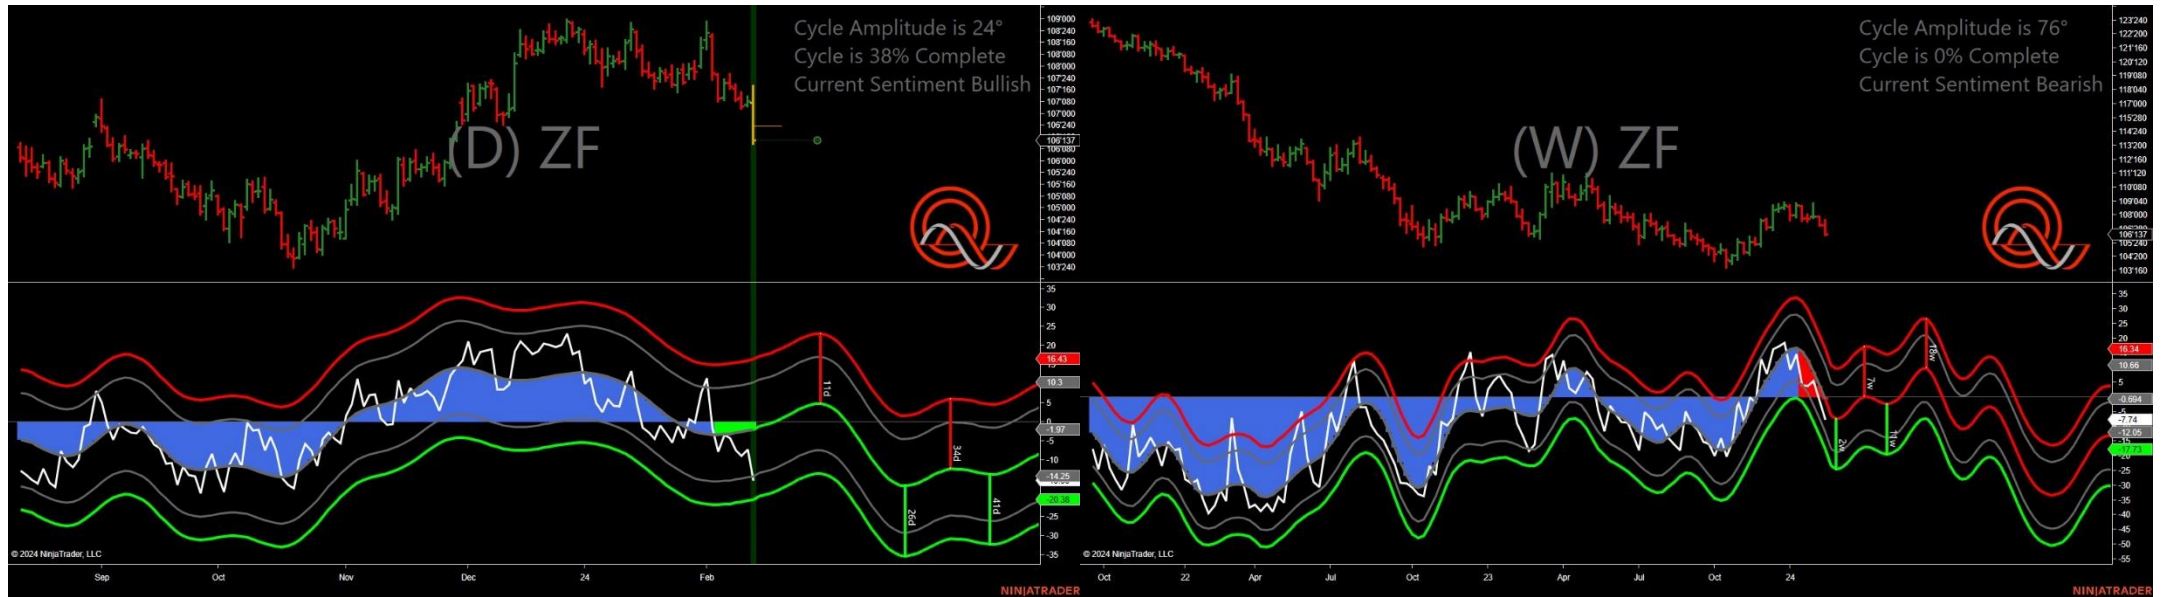 Cycle Amplitude is 24°
Cycle is 38% Complete
Current Sentiment Bullish
(D) ZF
109'000
108'240
108'160
108'080
108'000
107'240
107'160
107'080
107'000
106'240
106'137
106'080
106'000
105'240
105'160
105'080
105'000
104'240
104'160
104'080
104'000
103'240
35
30
25
20
16.43
10.3
5
0
-1.97
-5
-10
-14.25
-20.38
-25
-30
-35
11d
26d
34d
41d
© 2024 NinjaTrader, LLC
Sep
Oct
Nov
Dec
24
Feb
NINJATRADER
Cycle Amplitude is 76°
Cycle is 0% Complete
Current Sentiment Bearish
(W) ZF
123'240
122'200
121'160
120'120
119'080
118'040
117'000
115'280
114'240
113'200
112'160
111'120
110'080
109'040
108'000
106'137
105'240
104'200
103'160
35
30
25
20
16.34
10.66
5
-0.694
-5
-7.74
-12.05
-17.73
-25
-30
-35
-40
-45
-50
-55
2w
7w
11w
18w
© 2024 NinjaTrader, LLC
Oct
22
Apr
Jul
Oct
23
Apr
Jul
Oct
24
NINJATRADER